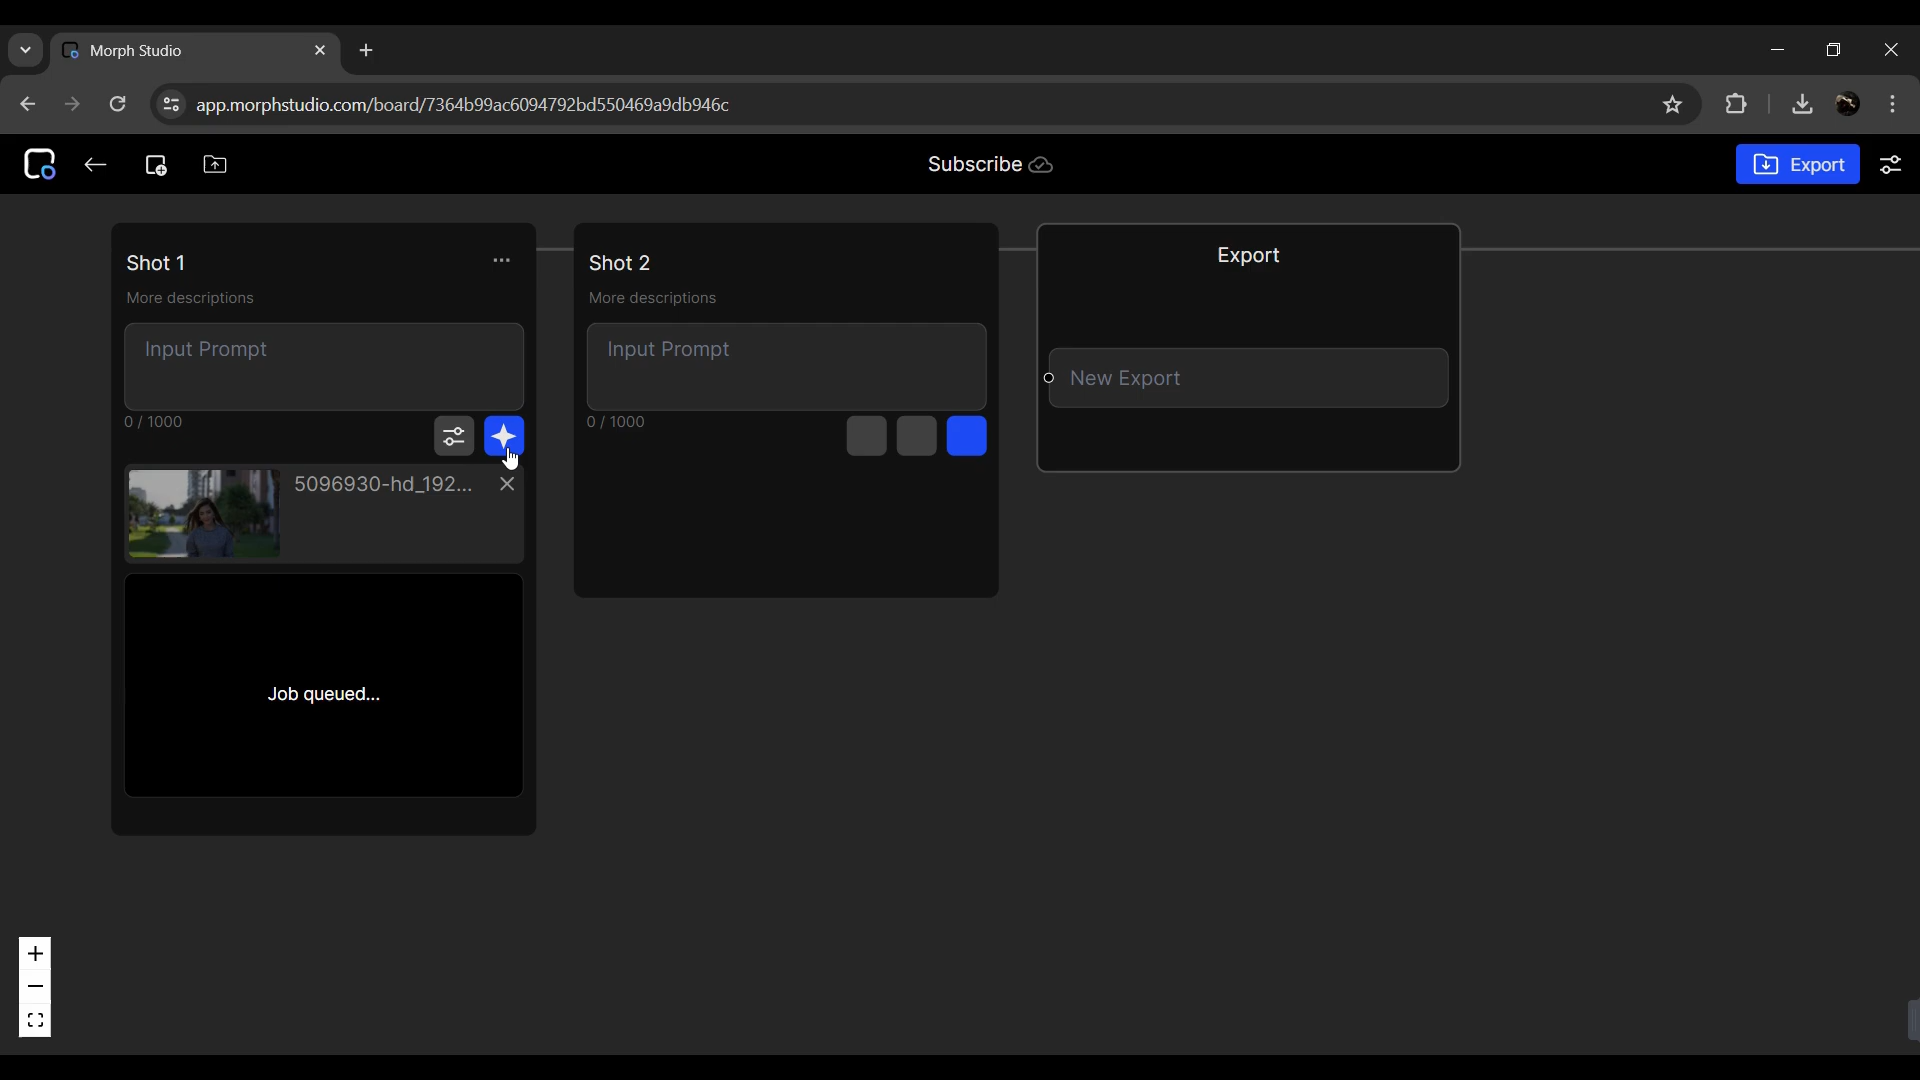 Morph Studio
app.morphstudio.com/board/7364b99ac6094792bd550469a9db946c
Subscribe
Export
Shot 1
More descriptions
Input Prompt
0 / 1000
5096930-hd_192...
Job queued...
Shot 2
More descriptions
Input Prompt
0 / 1000
Export
New Export